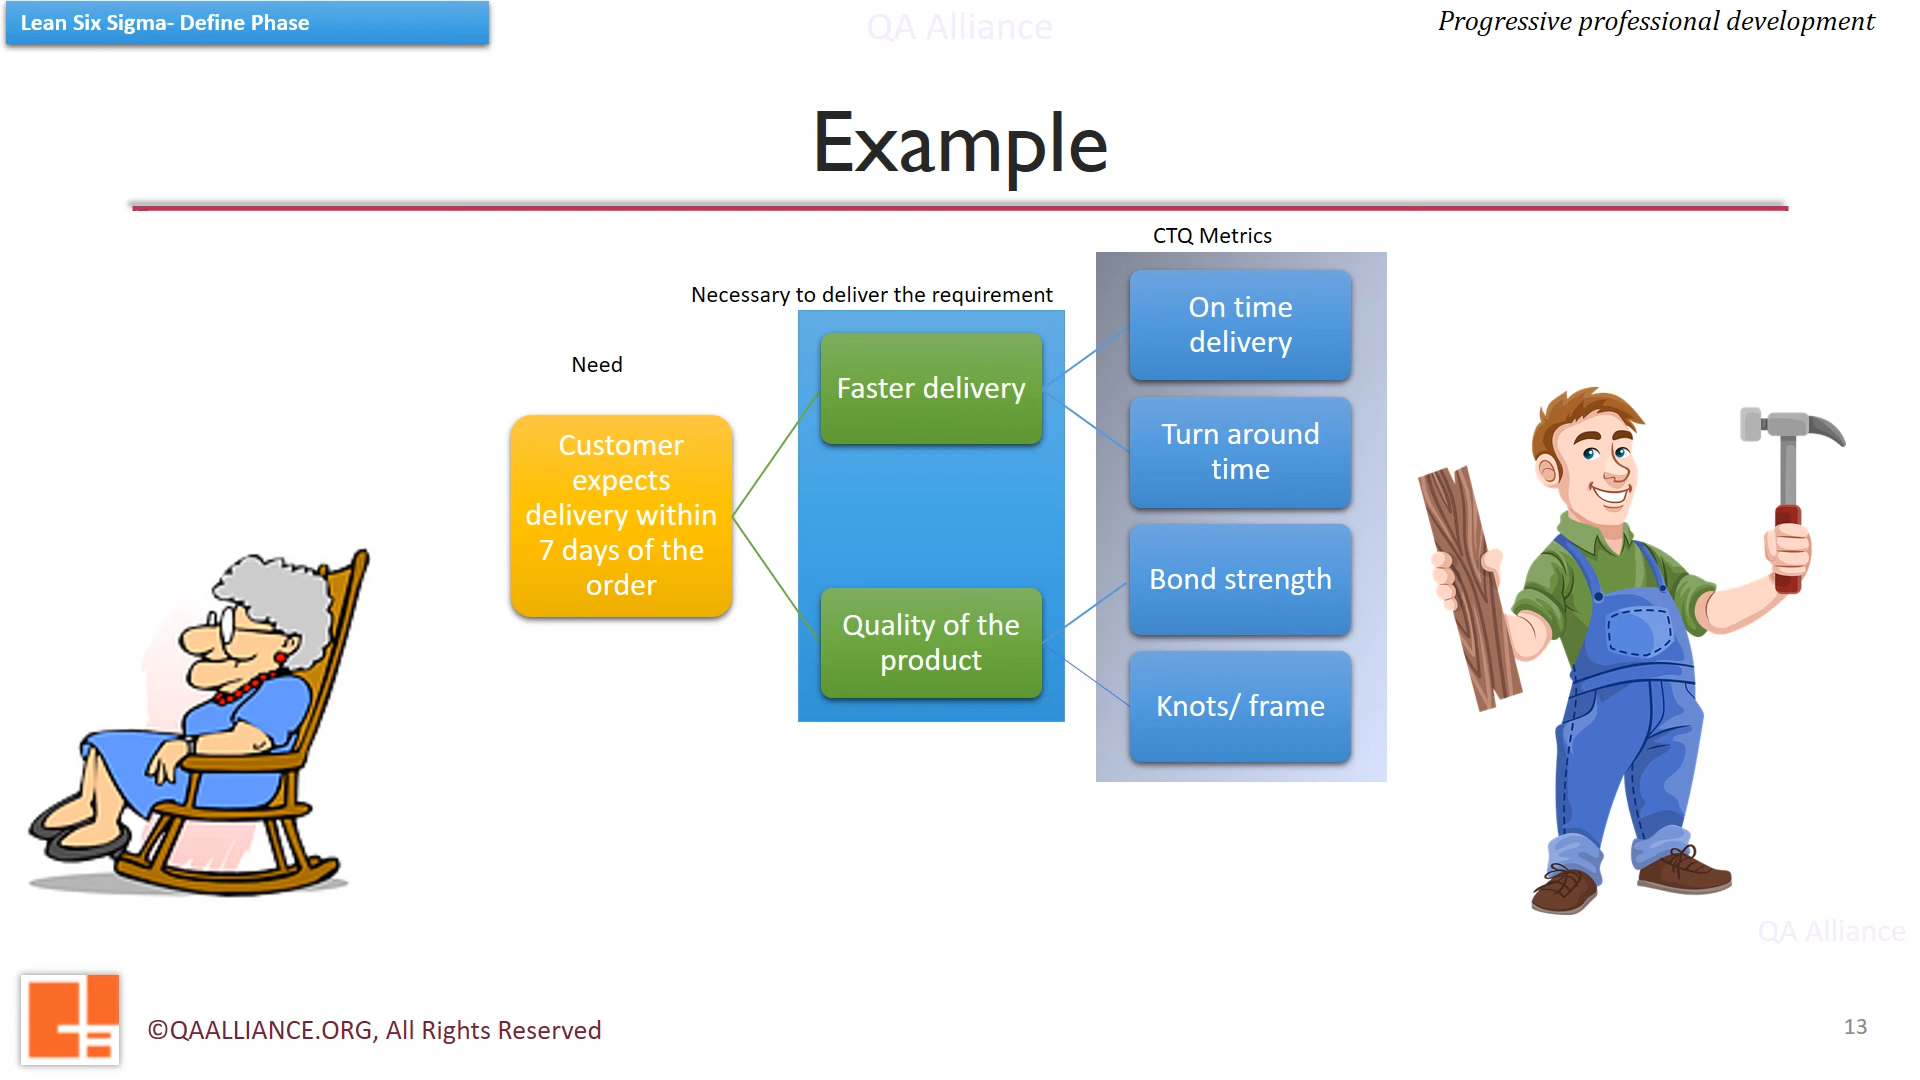 Lean Six Sigma- Define Phase
QA Alliance
Progressive professional development
Example
CTQ Metrics
Necessary to deliver the requirement
Need
Customer
expects
delivery within
7 days of the
order
Faster delivery
Quality of the
product
On time
delivery
Turn around
time
Bond strength
Knots/ frame
QA Alliance
©QAALLIANCE.ORG, All Rights Reserved
13